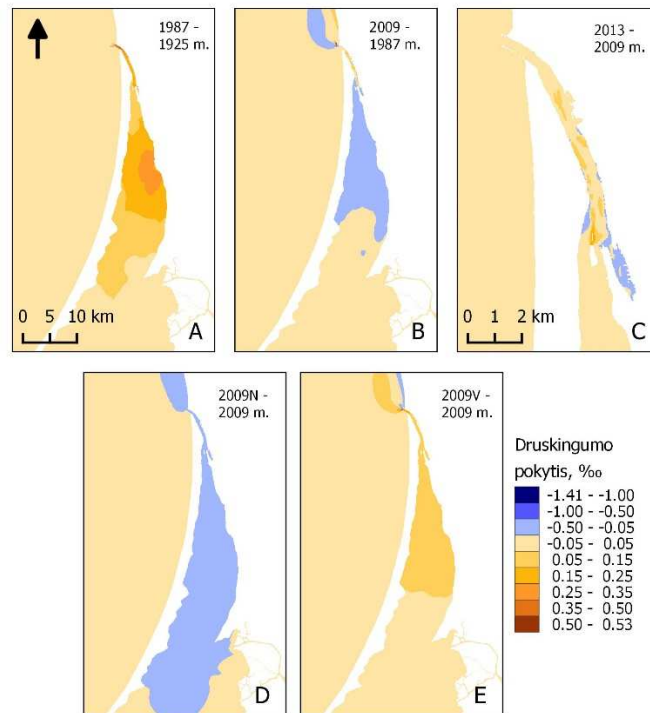 1987 -
1925 m.
0 5 10 km
A
2009 -
1987 m.
B
2013 -
2009 m.
0 1 2 km
C
2009N -
2009 m.
D
2009V -
2009 m.
E
Druskingumo
pokytis, ‰
-1.41 - -1.00
-1.00 - -0.50
-0.50 - -0.05
-0.05 - 0.05
0.05 - 0.15
0.15 - 0.25
0.25 - 0.35
0.35 - 0.50
0.50 - 0.53